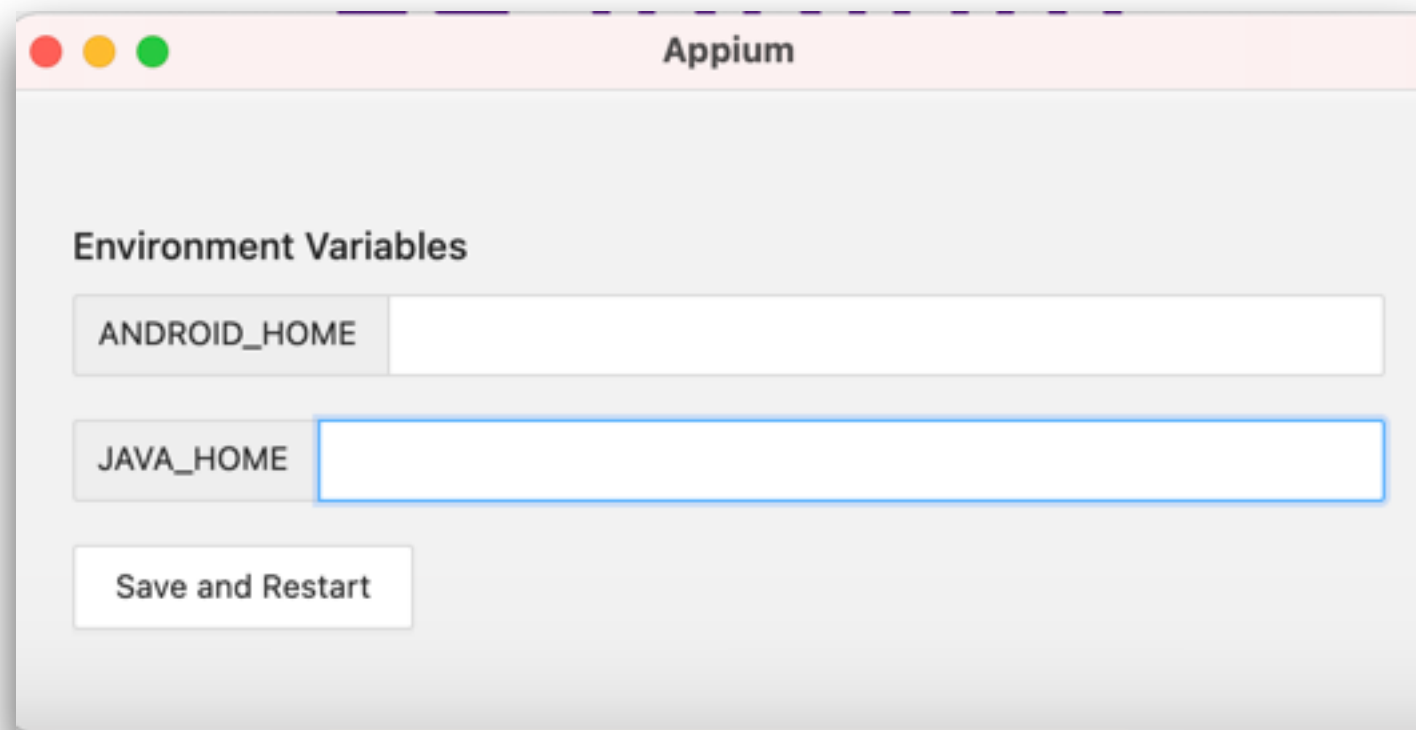 Appium
Environment Variables
ANDROID_HOME
JAVA_HOME
Save and Restart